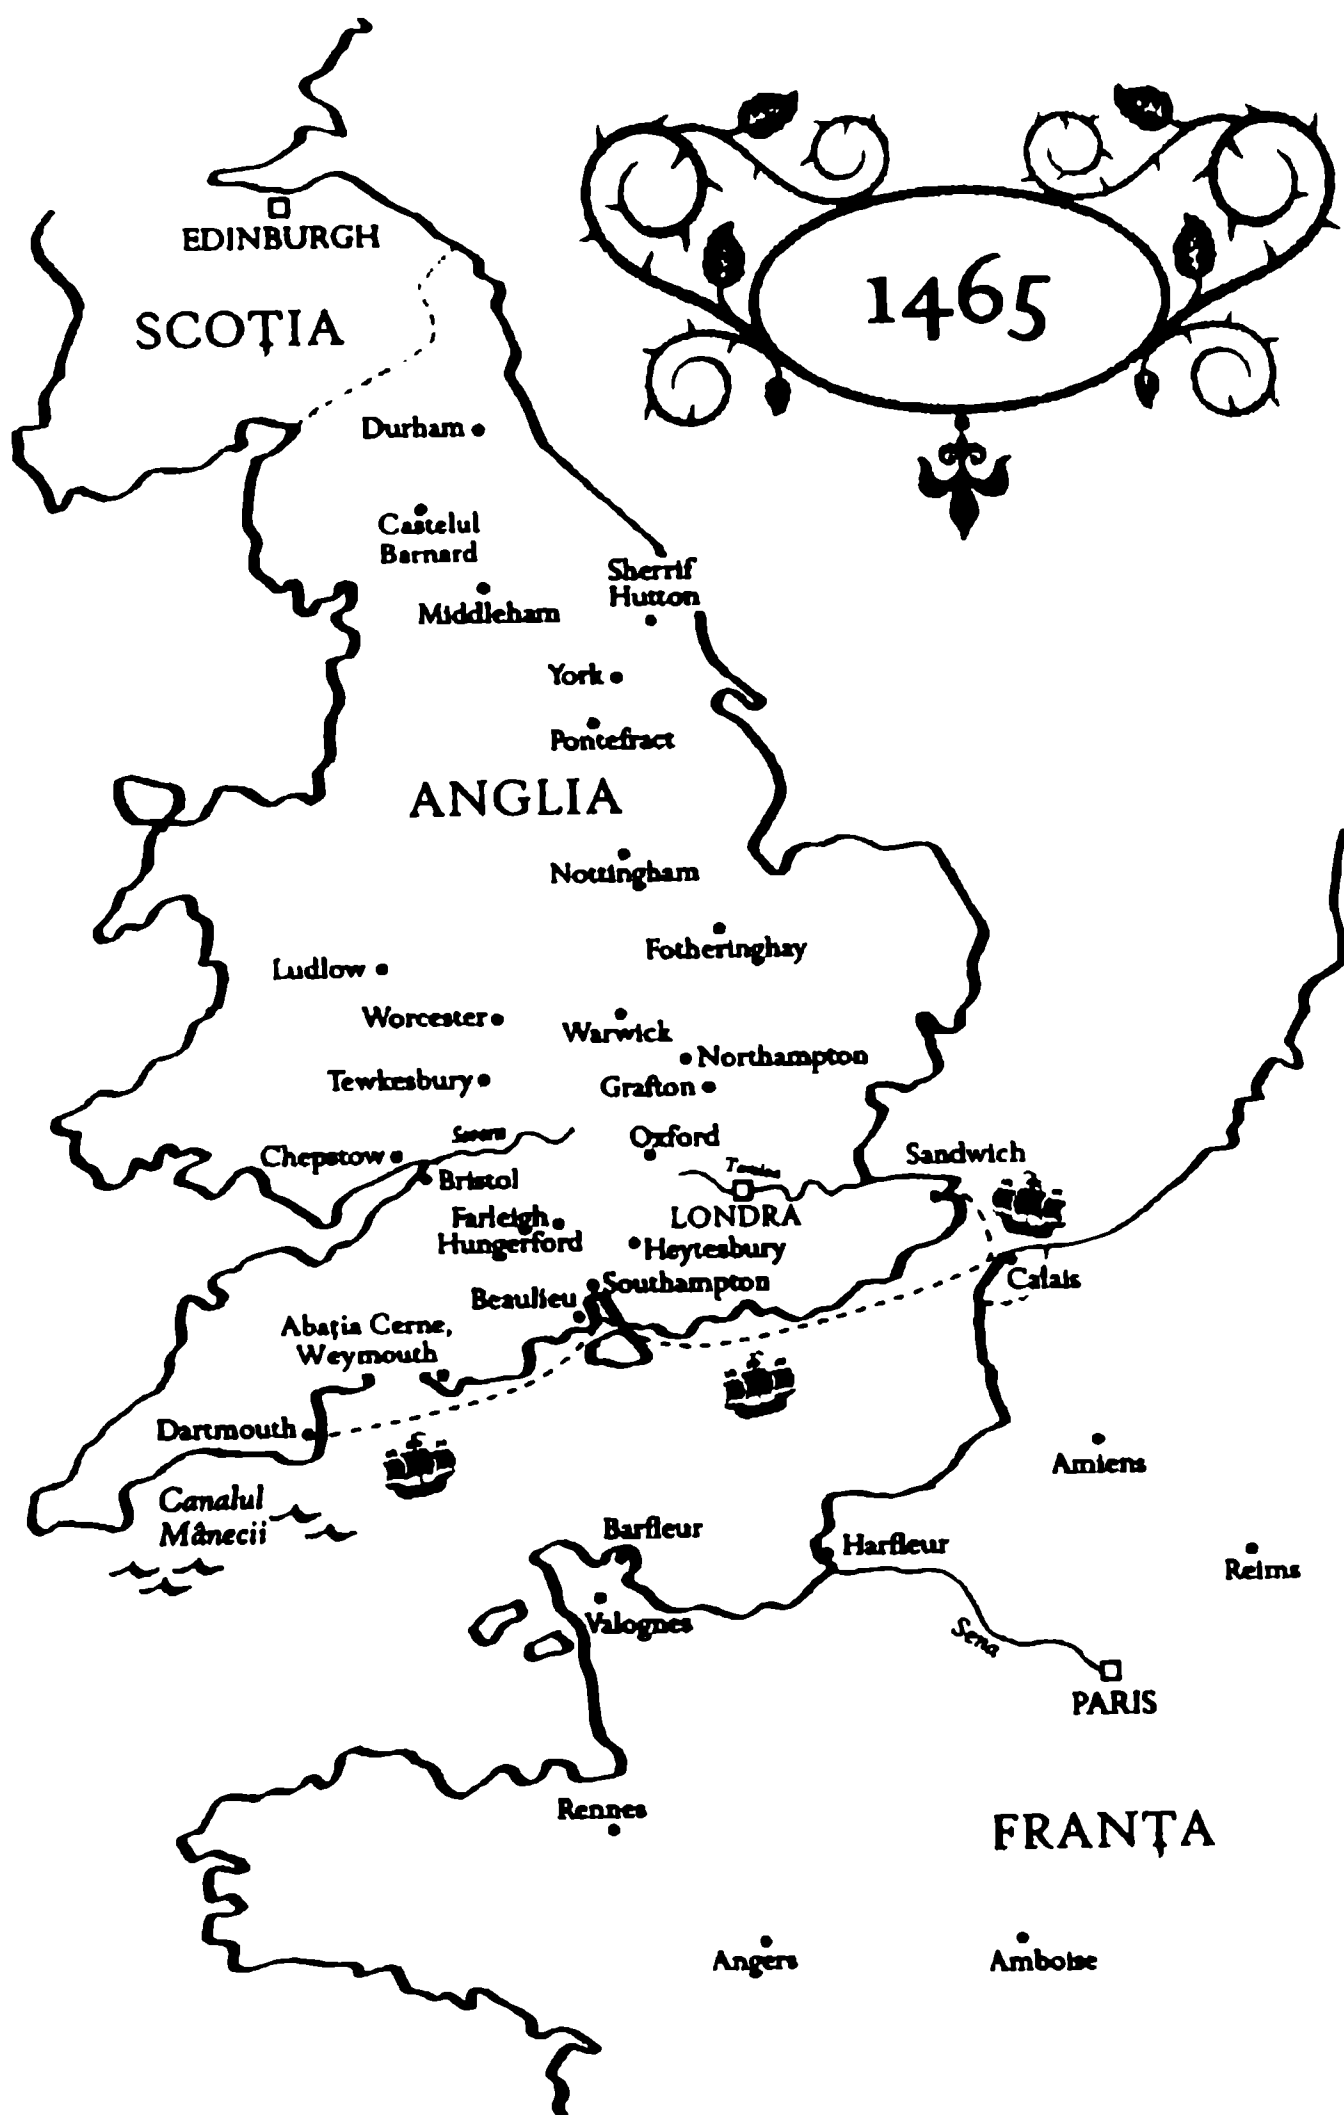 1465
EDINBURGH
SCOȚIA
Durham
Castelul
Barnard
Sherrif
Hutton
Middleham
York
Pontefract
ANGLIA
Nottingham
Fotheringhay
Ludlow
Worcester
Warwick
Northampton
Tewkesbury
Grafton
Severn
Oxford
Chepstow
Sandwich
Tamisa
Bristol
LONDRA
Farleigh
Hungerford
Heytesbury
Southampton
Calais
Beaulieu
Abația Cerne,
Weymouth
Dartmouth
Amiens
Canalul
Mânecii
Barfleur
Harfleur
Reims
Valognes
Sena
PARIS
Rennes
FRANȚA
Angers
Amboise